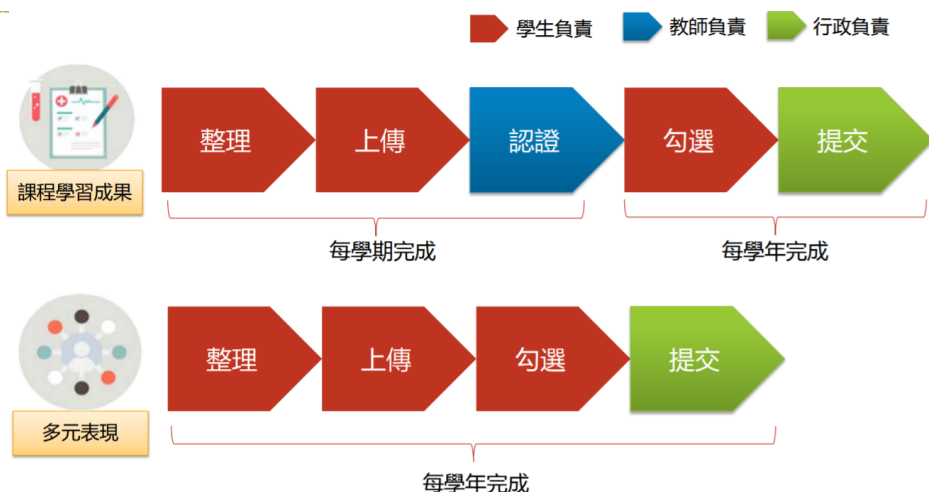 學生負責 教師負責 行政負責
整理 上傳 認證 勾選 提交
課程學習成果
每學期完成 每學年完成
整理 上傳 勾選 提交
多元表現
每學年完成